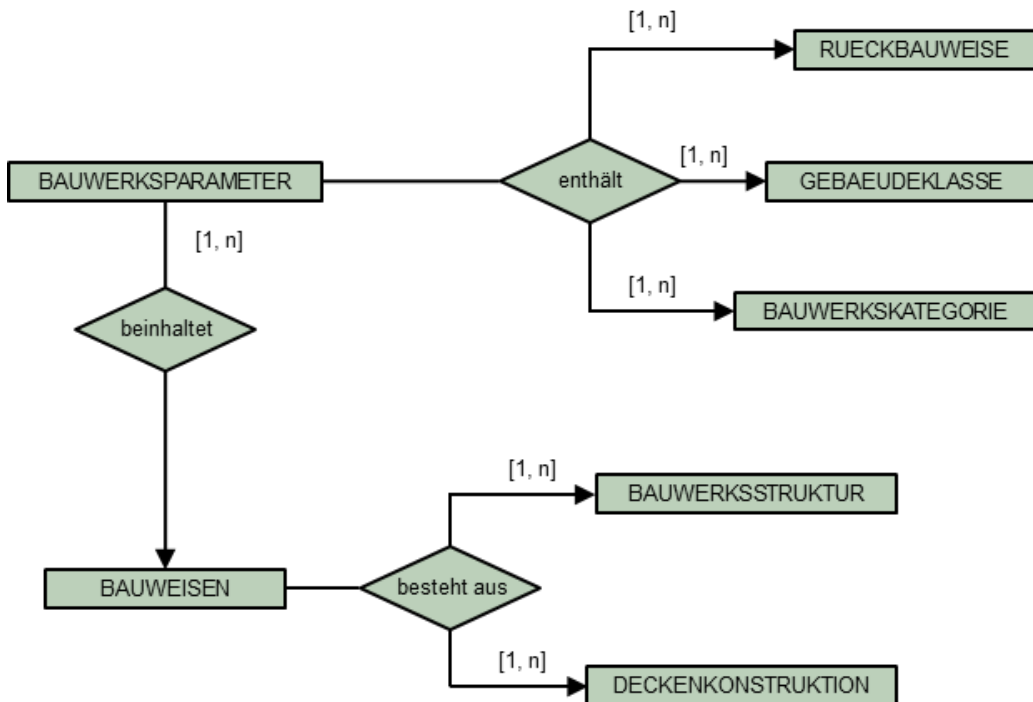 [1, n]
RUECKBAUWEISE
BAUWERKSPARAMETER
enthält
[1, n]
GEBAEUDEKLASSE
[1, n]
[1, n]
BAUWERKSKATEGORIE
beinhaltet
[1, n]
BAUWERKSSTRUKTUR
BAUWEISEN
besteht aus
[1, n]
DECKENKONSTRUKTION